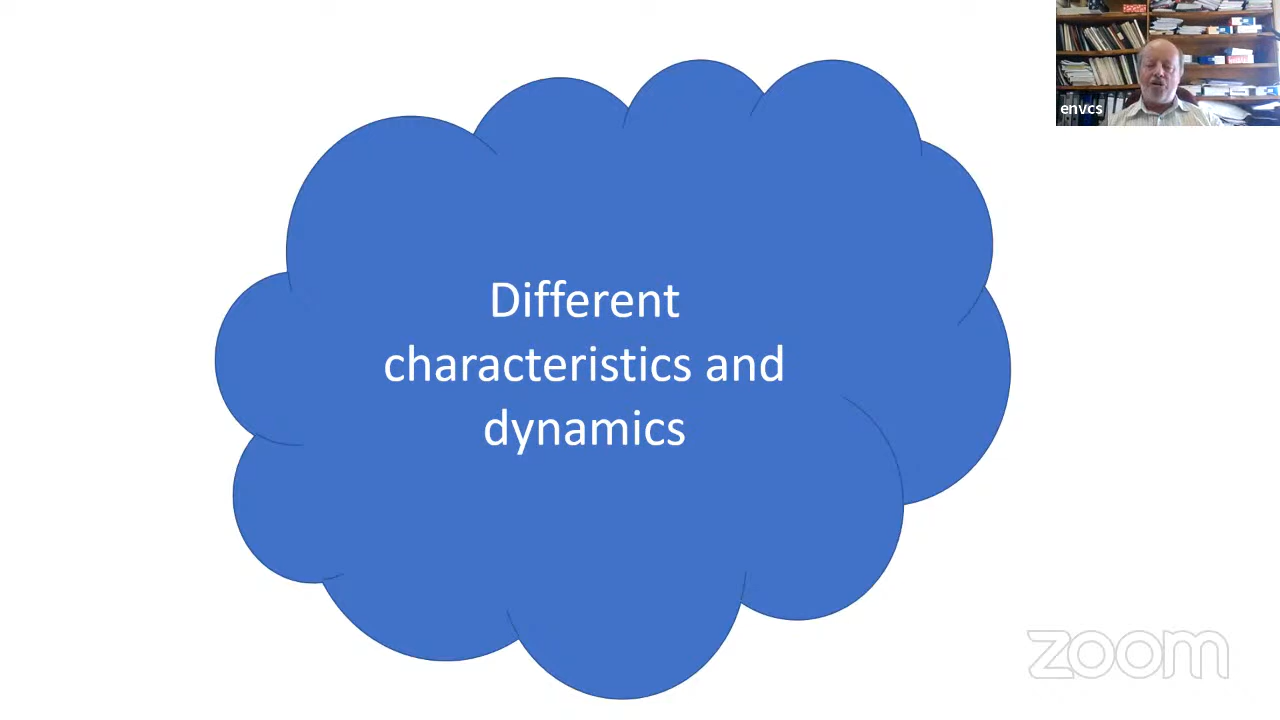 envcs
Different
characteristics and
dynamics
zoom